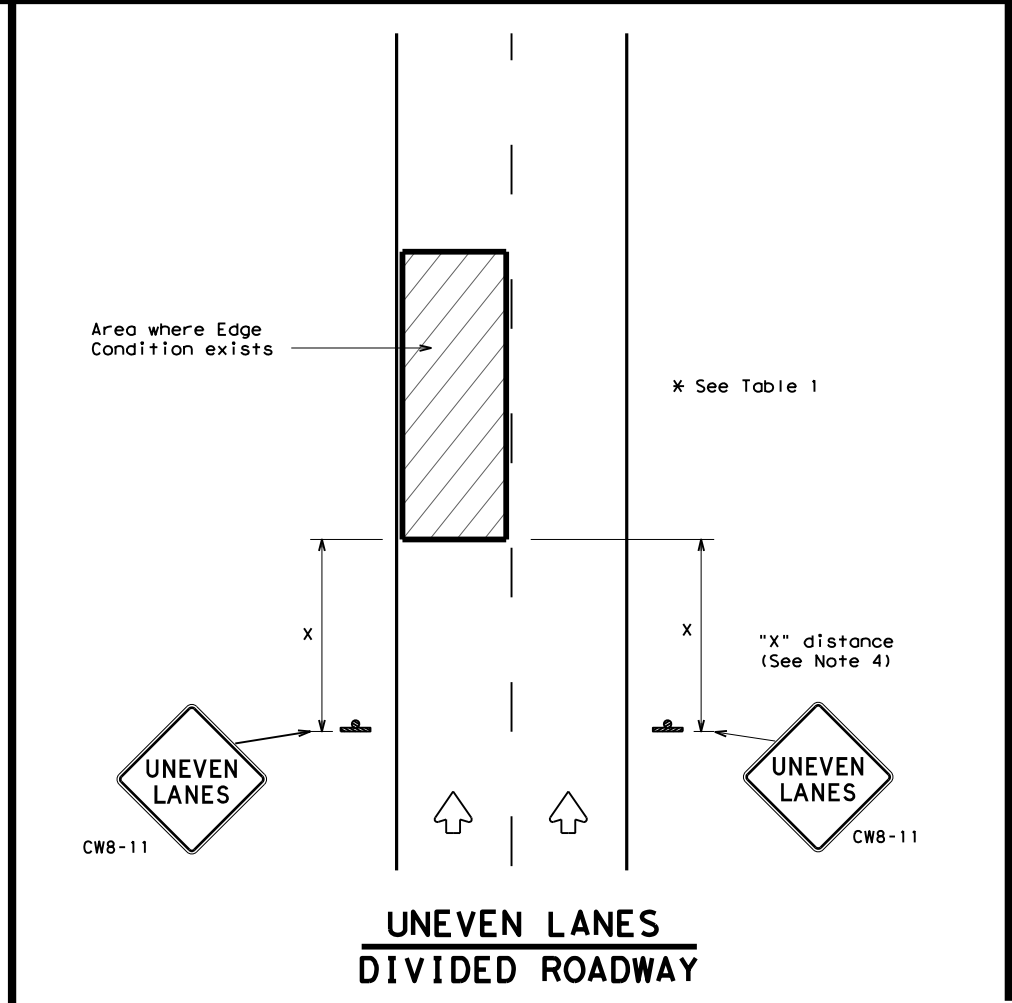 Area where Edge
Condition exists
* See Table 1
X
X
"X" distance
(See Note 4)
UNEVEN
LANES
CW8-11
UNEVEN
LANES
CW8-11
UNEVEN LANES
DIVIDED ROADWAY